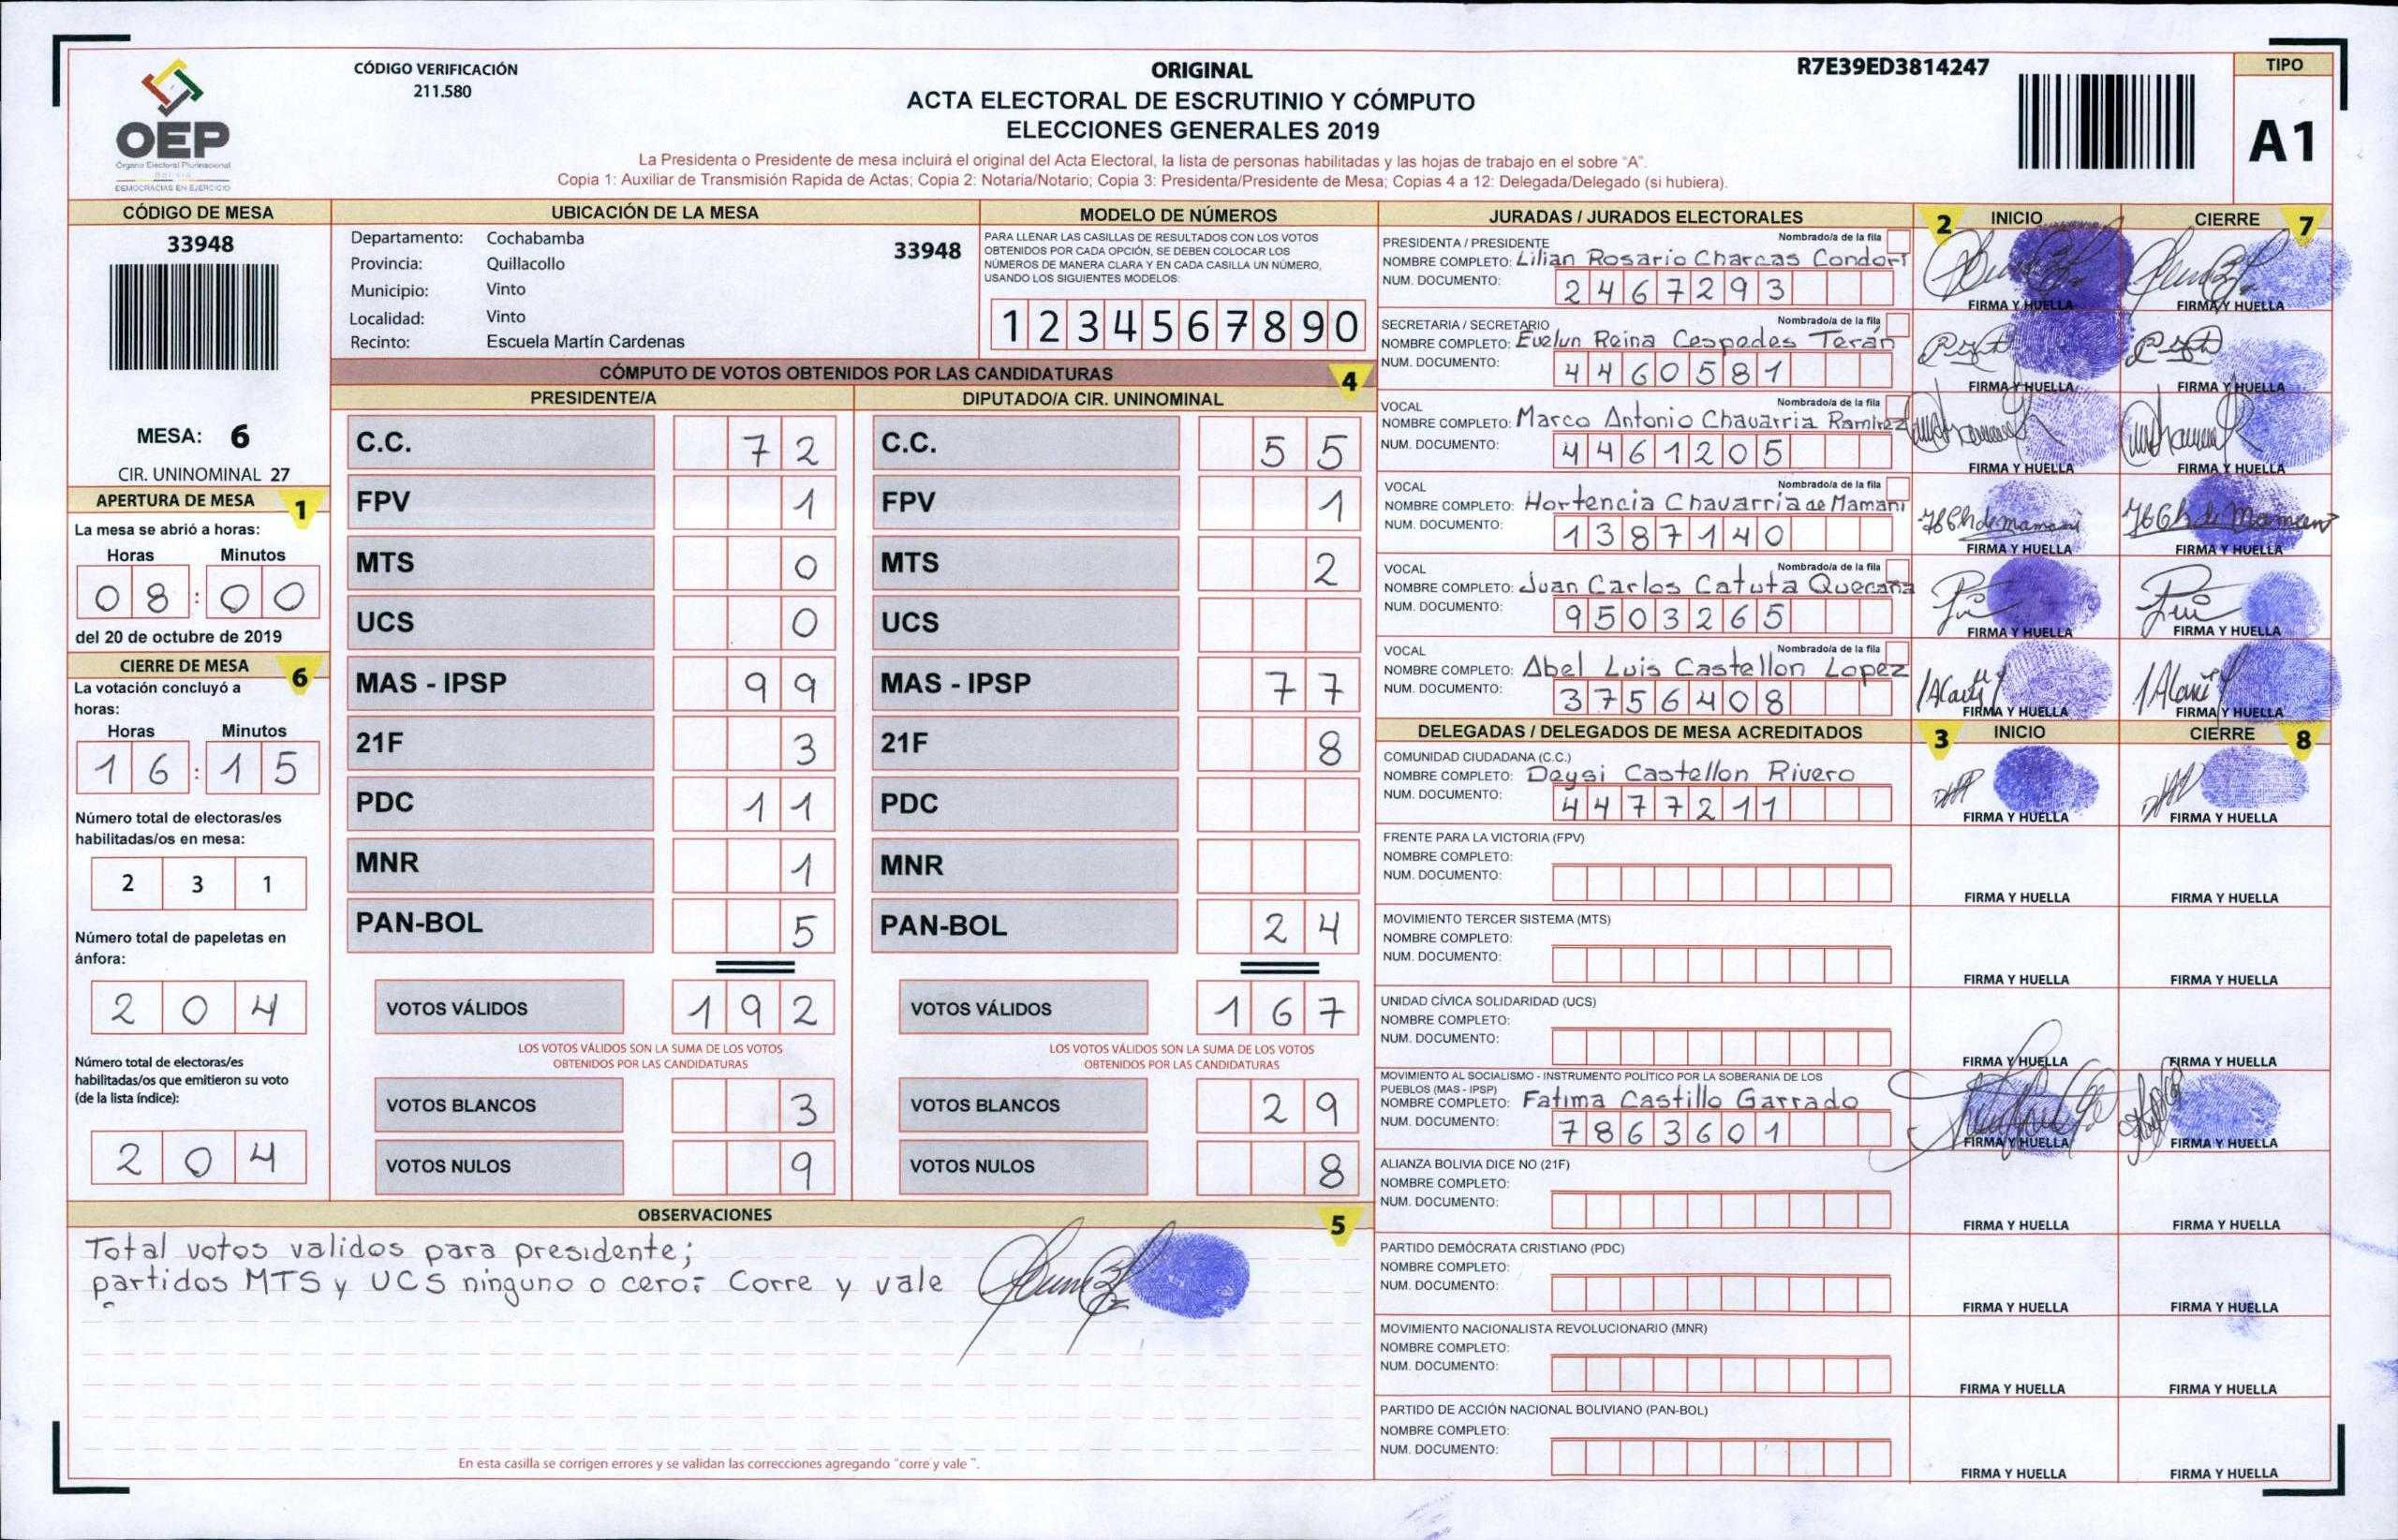 CÓDIGO VERIFICACIÓN
211.580
OEP
Órgano Electoral Plurinacional
BOLIVIA
DEMOCRACIAS EN EJERCICIO
ORIGINAL
ACTA ELECTORAL DE ESCRUTINIO Y CÓMPUTO
ELECCIONES GENERALES 2019
La Presidenta o Presidente de mesa incluirá el original del Acta Electoral, la lista de personas habilitadas y las hojas de trabajo en el sobre "A".
Copia 1: Auxiliar de Transmisión Rapida de Actas; Copia 2: Notaria/Notario; Copia 3: Presidenta/Presidente de Mesa; Copias 4 a 12: Delegada/Delegado (si hubiera).
R7E39ED3814247
TIPO
A1
CÓDIGO DE MESA
33948
MESA: 6
CIR. UNINOMINAL 27
APERTURA DE MESA 1
La mesa se abrió a horas:
Horas Minutos
08:00
del 20 de octubre de 2019
CIERRE DE MESA 6
La votación concluyó a
horas:
Horas Minutos
16:15
Número total de electoras/es
habilitadas/os en mesa:
2 3 1
Número total de papeletas en
ánfora:
2 0 4
Número total de electoras/es
habilitadas/os que emitieron su voto
(de la lista índice):
2 0 4
UBICACIÓN DE LA MESA
Departamento: Cochabamba 33948
Provincia: Quillacollo
Municipio: Vinto
Localidad: Vinto
Recinto: Escuela Martín Cardenas
MODELO DE NÚMEROS
PARA LLENAR LAS CASILLAS DE RESULTADOS CON LOS VOTOS
OBTENIDOS POR CADA OPCIÓN, SE DEBEN COLOCAR LOS
NÚMEROS DE MANERA CLARA Y EN CADA CASILLA UN NÚMERO,
USANDO LOS SIGUIENTES MODELOS:
1 2 3 4 5 6 7 8 9 0
CÓMPUTO DE VOTOS OBTENIDOS POR LAS CANDIDATURAS 4
PRESIDENTE/A
C.C. 7 2
FPV 1
MTS 0
UCS 0
MAS - IPSP 9 9
21F 3
PDC 1 1
MNR 1
PAN-BOL 5
VOTOS VÁLIDOS 1 9 2
LOS VOTOS VÁLIDOS SON LA SUMA DE LOS VOTOS
OBTENIDOS POR LAS CANDIDATURAS
VOTOS BLANCOS 3
VOTOS NULOS 9
DIPUTADO/A CIR. UNINOMINAL
C.C. 5 5
FPV 1
MTS 2
UCS
MAS - IPSP 7 7
21F 8
PDC
MNR
PAN-BOL 2 4
VOTOS VÁLIDOS 1 6 7
LOS VOTOS VÁLIDOS SON LA SUMA DE LOS VOTOS
OBTENIDOS POR LAS CANDIDATURAS
VOTOS BLANCOS 2 9
VOTOS NULOS 8
OBSERVACIONES 5
Total votos validos para presidente;
partidos MTS y UCS ninguno o cero: Corre y vale
En esta casilla se corrigen errores y se validan las correcciones agregando "corre y vale ".
JURADAS / JURADOS ELECTORALES 2 INICIO CIERRE 7
PRESIDENTA / PRESIDENTE Nombrado/a de la fila
NOMBRE COMPLETO: Lilian Rosario Charcas Condori
NUM. DOCUMENTO: 2467293
FIRMA Y HUELLA FIRMA Y HUELLA
SECRETARIA / SECRETARIO Nombrado/a de la fila
NOMBRE COMPLETO: Evelyn Reina Cespedes Terán
NUM. DOCUMENTO: 4460581
FIRMA Y HUELLA FIRMA Y HUELLA
VOCAL Nombrado/a de la fila
NOMBRE COMPLETO: Marco Antonio Chavarria Ramirez
NUM. DOCUMENTO: 4461205
FIRMA Y HUELLA FIRMA Y HUELLA
VOCAL Nombrado/a de la fila
NOMBRE COMPLETO: Hortencia Chavarria de Mamani
NUM. DOCUMENTO: 1387140
FIRMA Y HUELLA FIRMA Y HUELLA
VOCAL Nombrado/a de la fila
NOMBRE COMPLETO: Juan Carlos Catuta Quecaña
NUM. DOCUMENTO: 9503265
FIRMA Y HUELLA FIRMA Y HUELLA
VOCAL Nombrado/a de la fila
NOMBRE COMPLETO: Abel Luis Castellon Lopez
NUM. DOCUMENTO: 3756408
FIRMA Y HUELLA FIRMA Y HUELLA
DELEGADAS / DELEGADOS DE MESA ACREDITADOS 3 INICIO CIERRE 8
COMUNIDAD CIUDADANA (C.C.)
NOMBRE COMPLETO: Deysi Castellon Rivero
NUM. DOCUMENTO: 4477211
FIRMA Y HUELLA FIRMA Y HUELLA
FRENTE PARA LA VICTORIA (FPV)
NOMBRE COMPLETO:
NUM. DOCUMENTO:
FIRMA Y HUELLA FIRMA Y HUELLA
MOVIMIENTO TERCER SISTEMA (MTS)
NOMBRE COMPLETO:
NUM. DOCUMENTO:
FIRMA Y HUELLA FIRMA Y HUELLA
UNIDAD CÍVICA SOLIDARIDAD (UCS)
NOMBRE COMPLETO:
NUM. DOCUMENTO:
FIRMA Y HUELLA FIRMA Y HUELLA
MOVIMIENTO AL SOCIALISMO - INSTRUMENTO POLÍTICO POR LA SOBERANIA DE LOS
PUEBLOS (MAS - IPSP)
NOMBRE COMPLETO: Fatima Castillo Garrado
NUM. DOCUMENTO: 7863601
FIRMA Y HUELLA FIRMA Y HUELLA
ALIANZA BOLIVIA DICE NO (21F)
NOMBRE COMPLETO:
NUM. DOCUMENTO:
FIRMA Y HUELLA FIRMA Y HUELLA
PARTIDO DEMÓCRATA CRISTIANO (PDC)
NOMBRE COMPLETO:
NUM. DOCUMENTO:
FIRMA Y HUELLA FIRMA Y HUELLA
MOVIMIENTO NACIONALISTA REVOLUCIONARIO (MNR)
NOMBRE COMPLETO:
NUM. DOCUMENTO:
FIRMA Y HUELLA FIRMA Y HUELLA
PARTIDO DE ACCIÓN NACIONAL BOLIVIANO (PAN-BOL)
NOMBRE COMPLETO:
NUM. DOCUMENTO:
FIRMA Y HUELLA FIRMA Y HUELLA